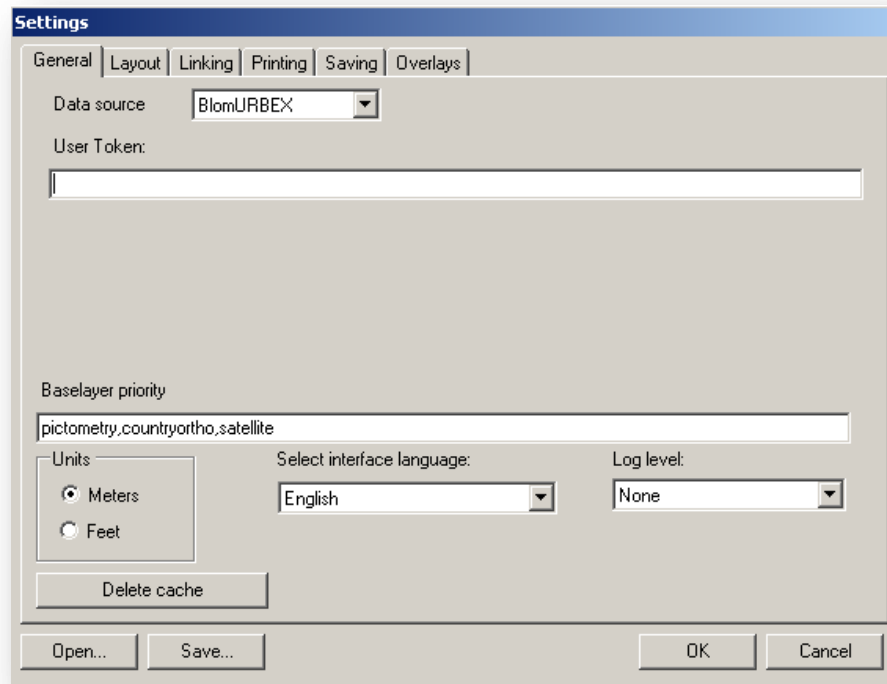 Settings
General Layout Linking Printing Saving Overlays
Data source BlomURBEX
User Token:
Baselayer priority
pictometry,countryortho,satellite
Units Select interface language: Log level:
Meters English None
Feet
Delete cache
Open... Save... OK Cancel